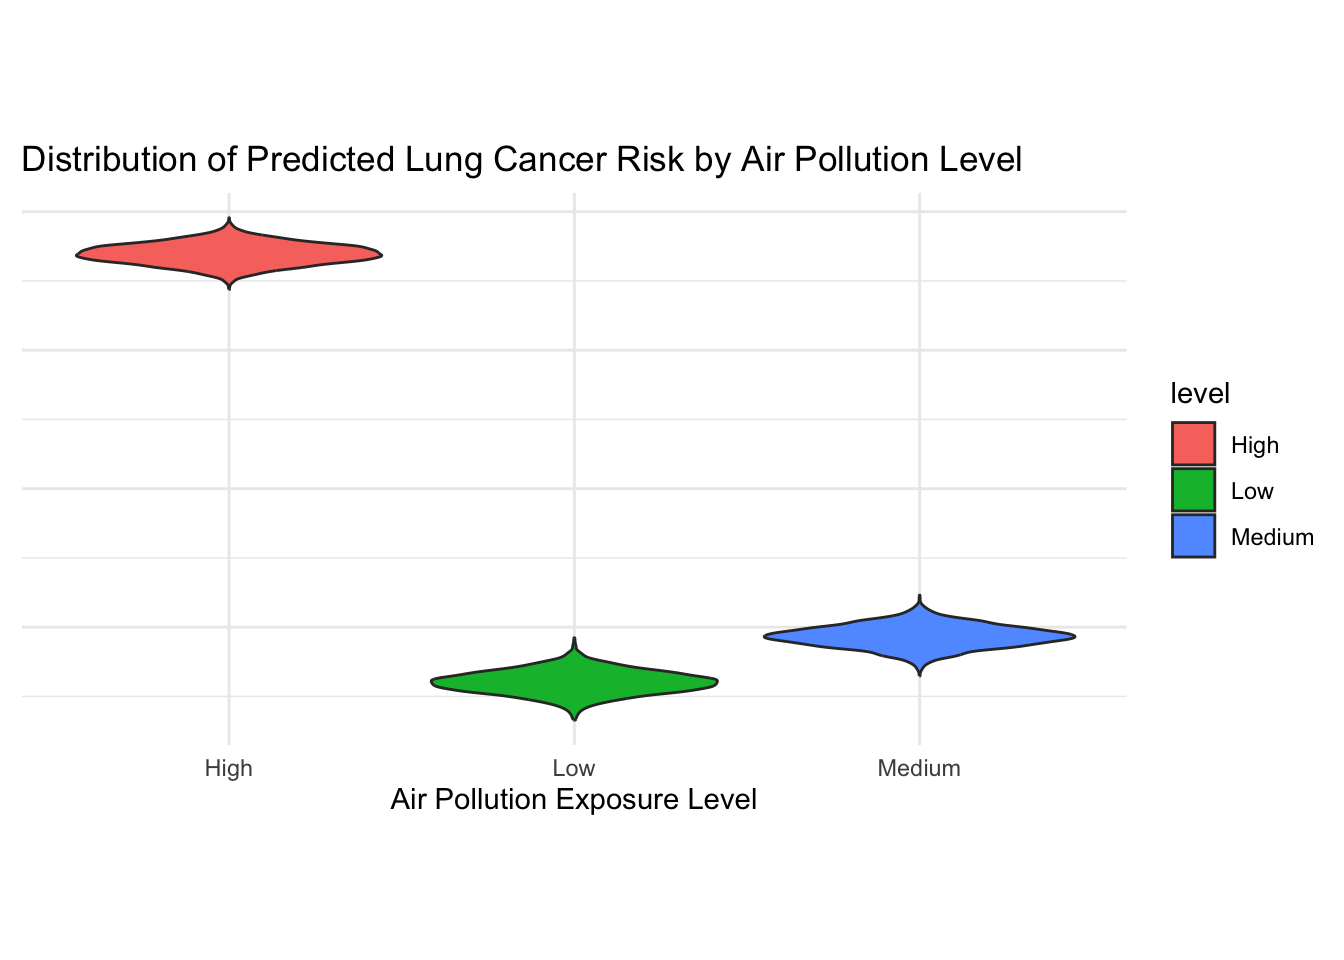 Distribution of Predicted Lung Cancer Risk by Air Pollution Level
level
High
Low
Medium
High
Low
Medium
Air Pollution Exposure Level